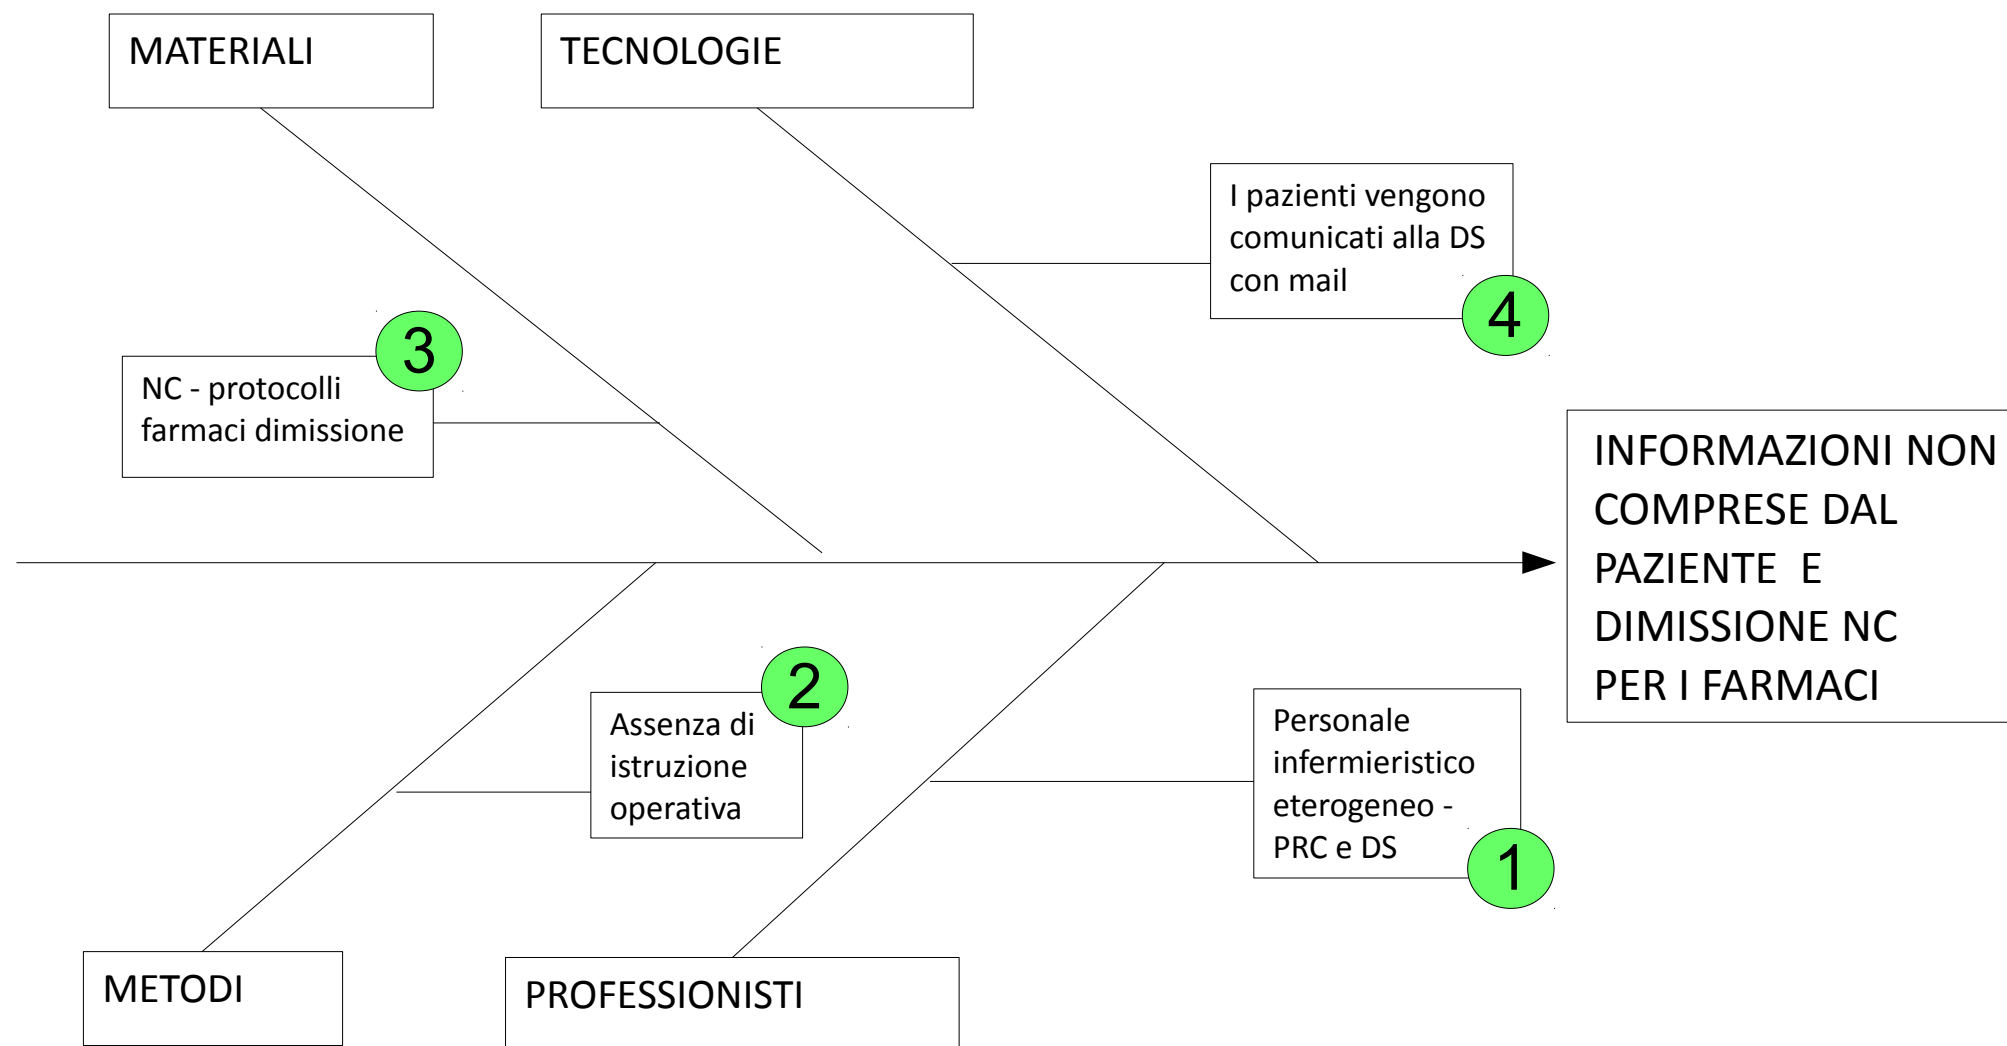 MATERIALI
TECNOLOGIE
I pazienti vengono
comunicati alla DS
con mail
4
3
NC - protocolli
farmaci dimissione
INFORMAZIONI NON
COMPRESE DAL
PAZIENTE  E
DIMISSIONE NC
PER I FARMACI
2
Assenza di
istruzione
operativa
Personale
infermieristico
eterogeneo -
PRC e DS
1
METODI
PROFESSIONISTI